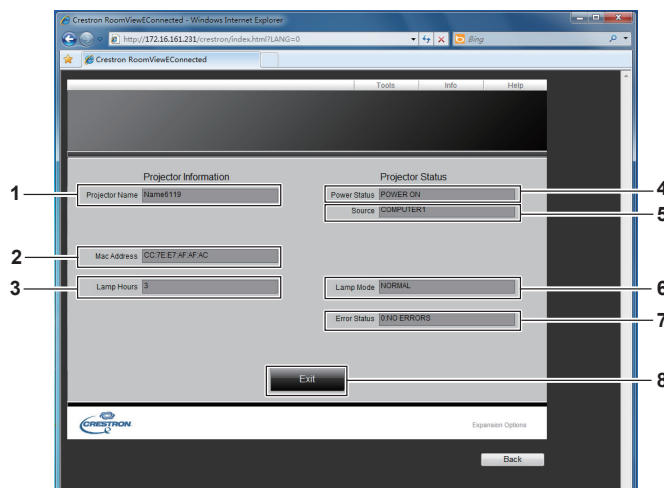 Crestron RoomViewEConnected - Windows Internet Explorer
http://172.16.161.231/crestron/index.html?LANG=0
Bing
Crestron RoomViewEConnected
Tools Info Help
Projector Information Projector Status
1 Projector Name Name6119 Power Status POWER ON 4
Source COMPUTER1 5
2 Mac Address CC:7E:E7:AF:AF:AC
3 Lamp Hours 3 Lamp Mode NORMAL 6
Error Status 0:NO ERRORS 7
Exit 8
CRESTRON Expansion Options
Back